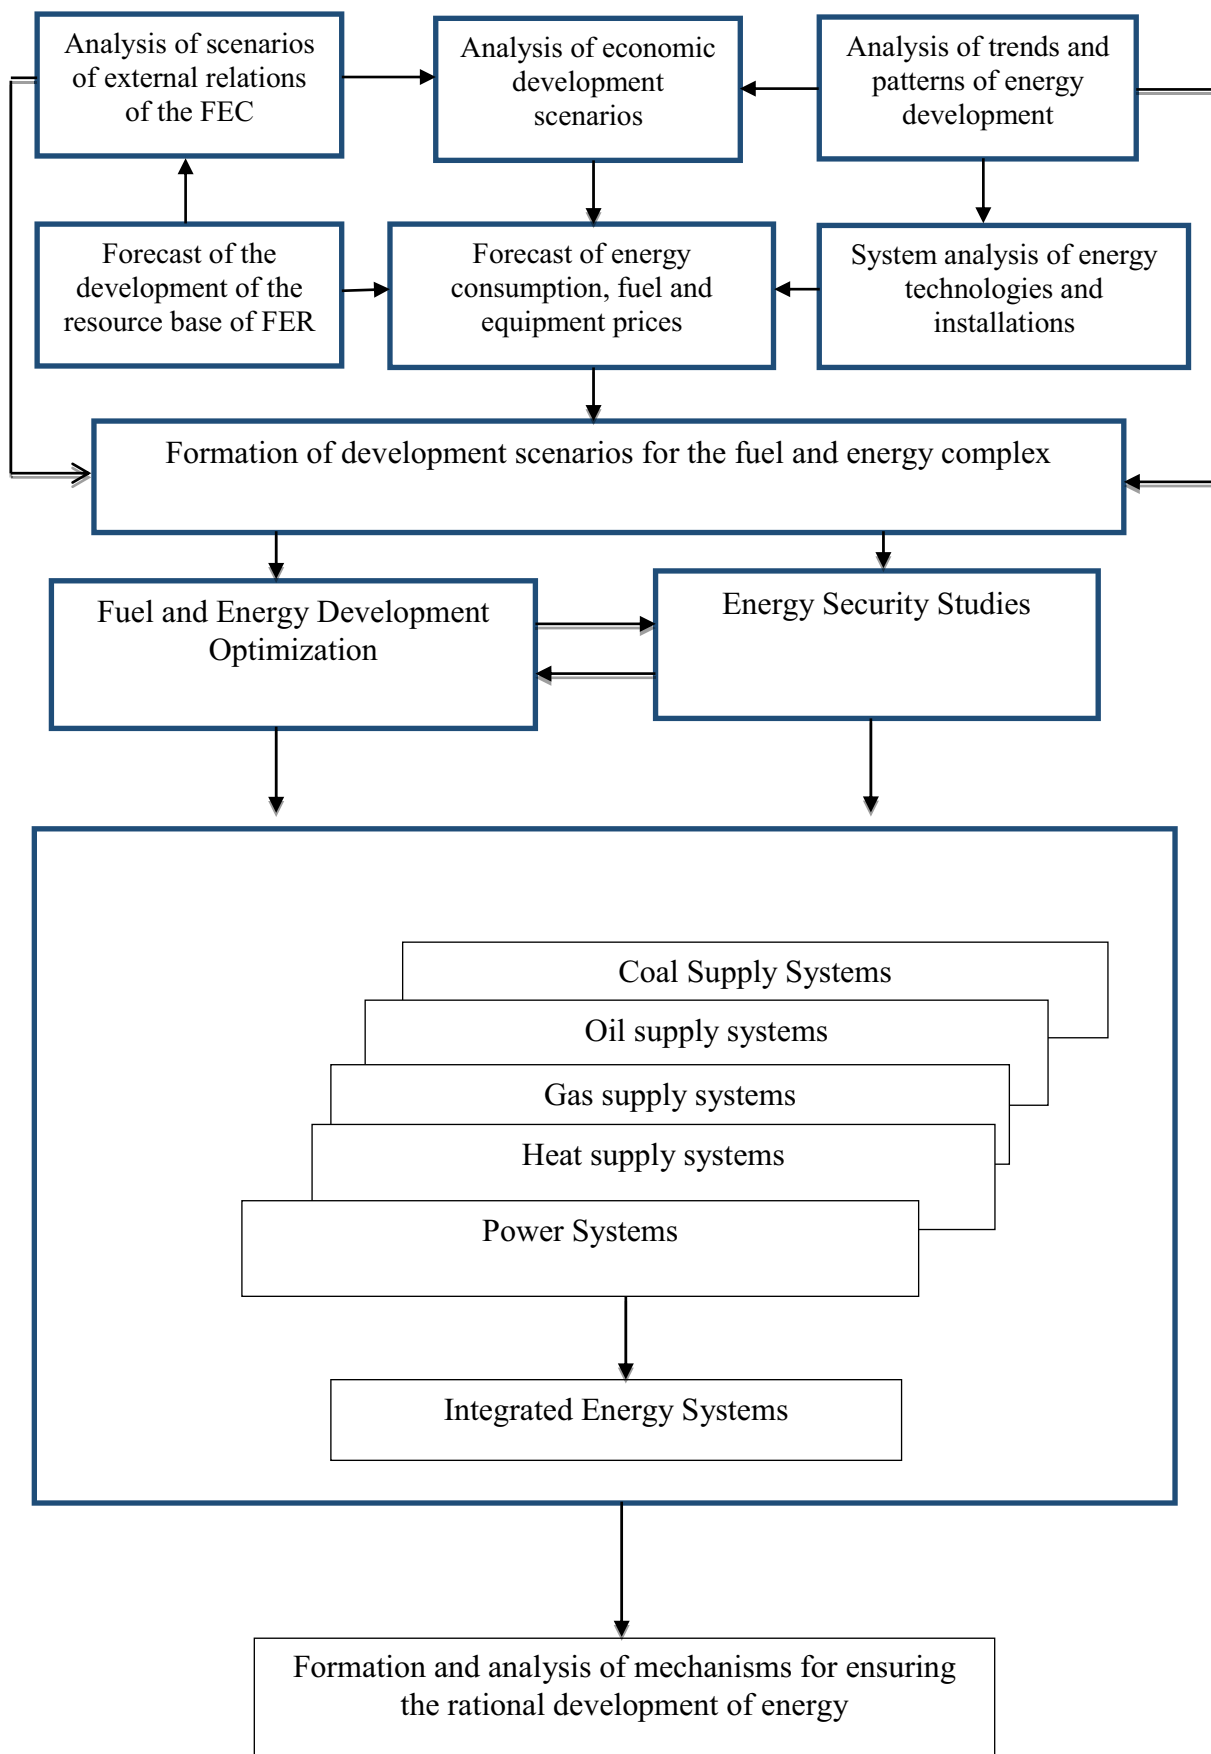 Analysis of scenarios
of external relations
of the FEC
Analysis of economic
development
scenarios
Analysis of trends and
patterns of energy
development
Forecast of the
development of the
resource base of FER
Forecast of energy
consumption, fuel and
equipment prices
System analysis of energy
technologies and
installations
Formation of development scenarios for the fuel and energy complex
Fuel and Energy Development
Optimization
Energy Security Studies
Coal Supply Systems
Oil supply systems
Gas supply systems
Heat supply systems
Power Systems
Integrated Energy Systems
Formation and analysis of mechanisms for ensuring
the rational development of energy